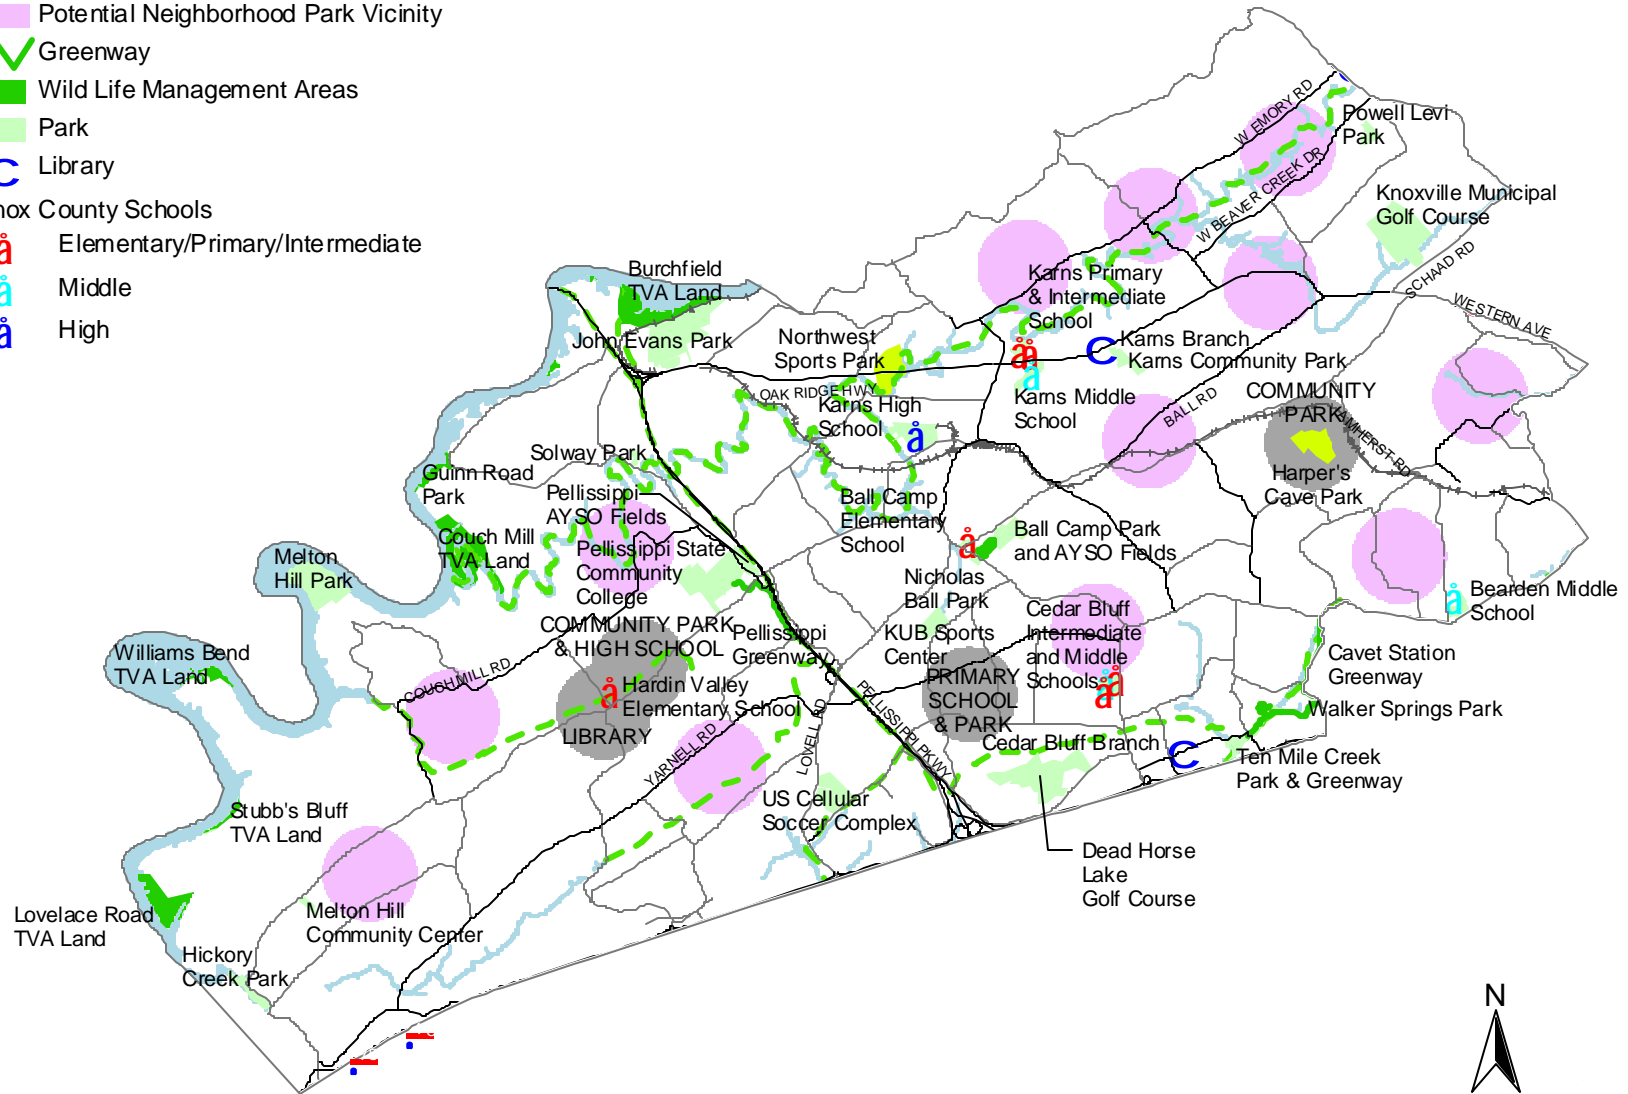 Potential Neighborhood Park Vicinity
Greenway
Wild Life Management Areas
Park
Library
nox County Schools
Elementary/Primary/Intermediate
Middle
High
W EMORY RD
Powell Levi
Park
W BEAVER CREEK DR
Knoxville Municipal
Golf Course
SCHAAD RD
WESTERN AVE
Burchfield
TVA Land
John Evans Park
Northwest
Sports Park
Karns Primary
& Intermediate
School
Karns Branch
Karns Community Park
OAK RIDGE HWY
Karns High
School
Karns Middle
School
BALL RD
COMMUNITY
PARK
AMHERST RD
Harper's
Cave Park
Solway Park
Guinn Road
Park
Pellissippi
AYSO Fields
Ball Camp
Elementary
School
Ball Camp Park
and AYSO Fields
Couch Mill
TVA Land
Pellissippi State
Community
College
Melton
Hill Park
Nicholas
Ball Park
Bearden Middle
School
COMMUNITY PARK
& HIGH SCHOOL
Pellissippi
Greenway
KUB Sports
Center
Cedar Bluff
Intermediate
and Middle
Schools
Williams Bend
TVA Land
COUCH MILL RD
Hardin Valley
Elementary School
LIBRARY
PRIMARY
SCHOOL
& PARK
Cavet Station
Greenway
Walker Springs Park
YARNELL RD
LOVELL RD
PELLISSIPPI PKWY
Cedar Bluff Branch
Ten Mile Creek
Park & Greenway
US Cellular
Soccer Complex
Stubb's Bluff
TVA Land
Dead Horse
Lake
Golf Course
Lovelace Road
TVA Land
Melton Hill
Community Center
Hickory
Creek Park
N